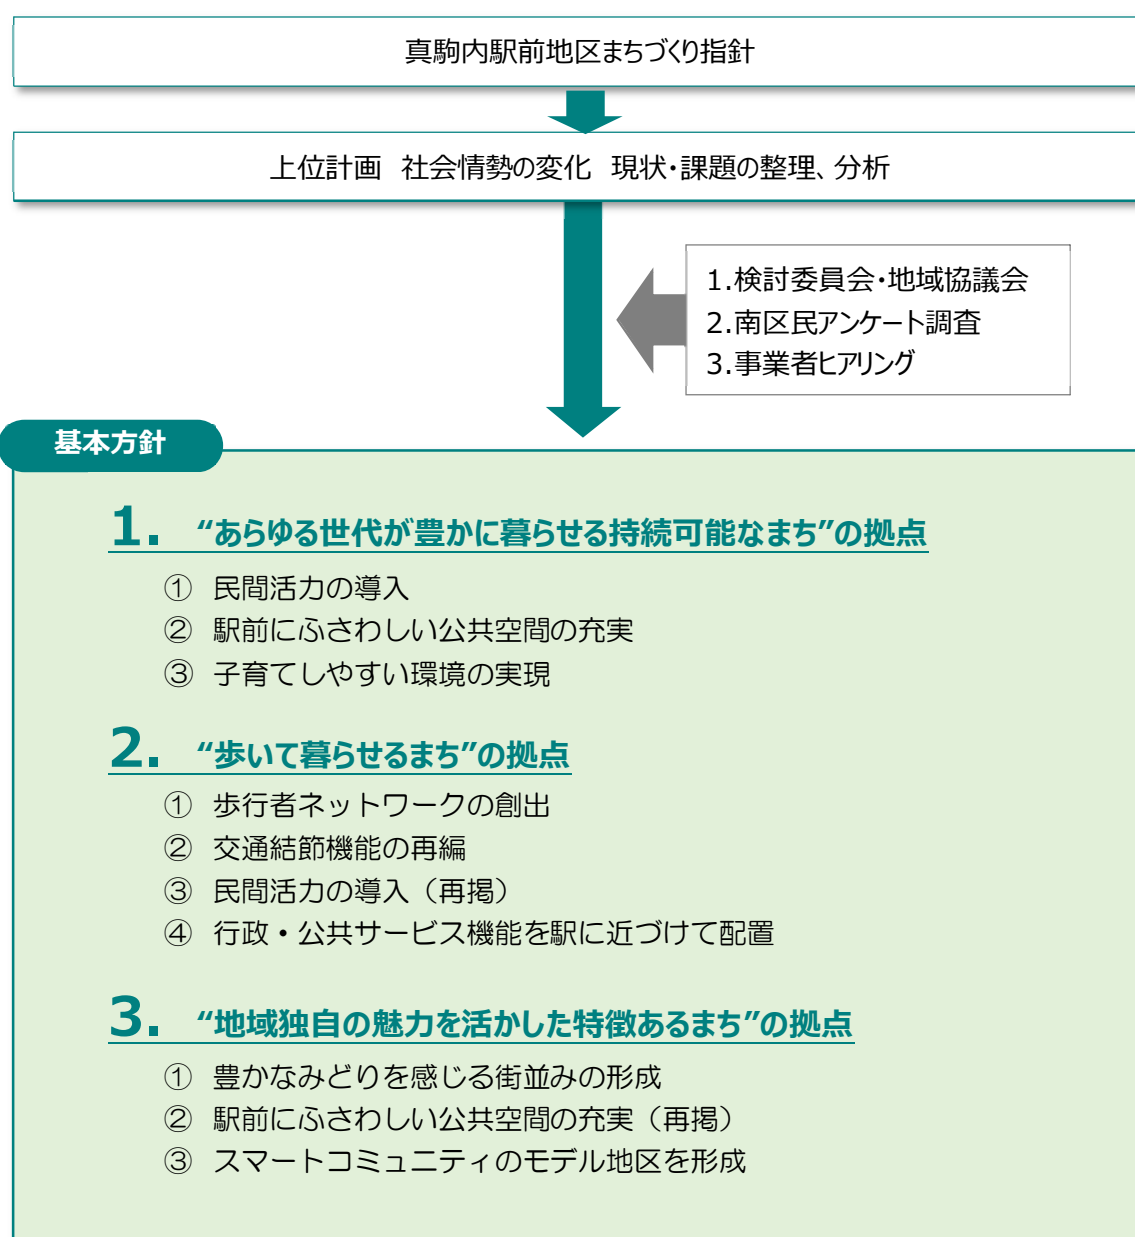 真駒内駅前地区まちづくり指針
上位計画　社会情勢の変化　現状・課題の整理、分析
1.検討委員会・地域協議会
2.南区民アンケート調査
3.事業者ヒアリング
基本方針
1. “あらゆる世代が豊かに暮らせる持続可能なまち”の拠点
① 民間活力の導入
② 駅前にふさわしい公共空間の充実
③ 子育てしやすい環境の実現
2. “歩いて暮らせるまち”の拠点
① 歩行者ネットワークの創出
② 交通結節機能の再編
③ 民間活力の導入（再掲）
④ 行政・公共サービス機能を駅に近づけて配置
3. “地域独自の魅力を活かした特徴あるまち”の拠点
① 豊かなみどりを感じる街並みの形成
② 駅前にふさわしい公共空間の充実（再掲）
③ スマートコミュニティのモデル地区を形成